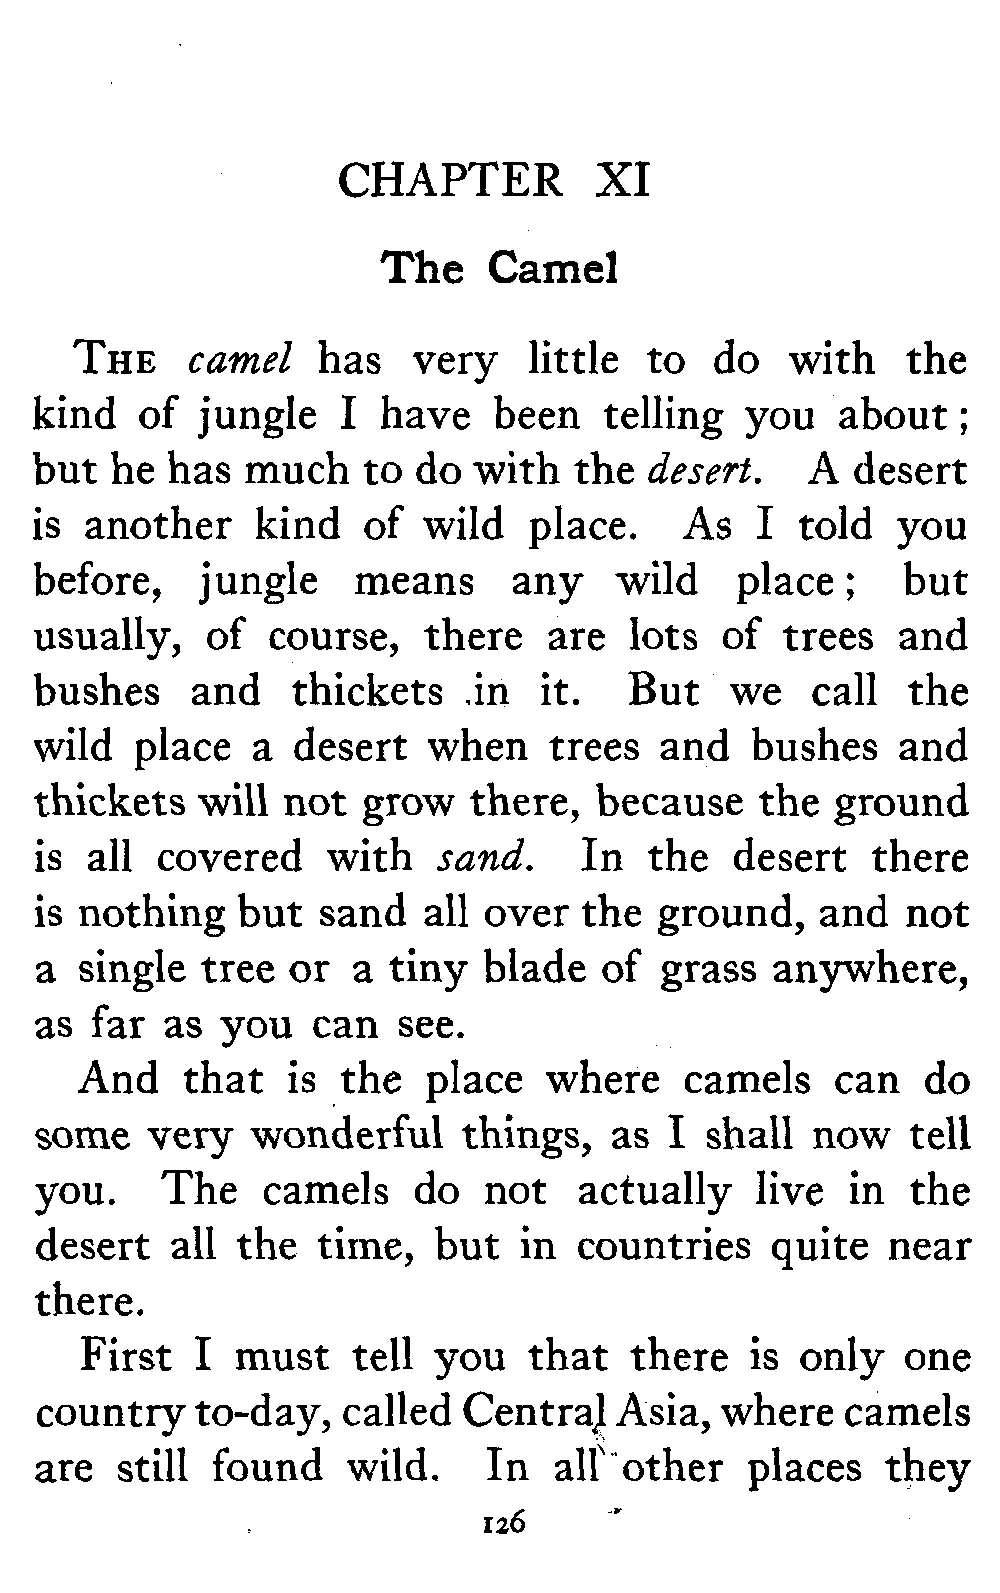 CHAPTER XI
The Camel
THE camel has very little to do with the
kind of jungle I have been telling you about ;
but he has much to do with the desert. A desert
is another kind of wild place. As I told you
before, jungle means any wild place ; but
usually, of course, there are lots of trees and
bushes and thickets in it. But we call the
wild place a desert when trees and bushes and
thickets will not grow there, because the ground
is all covered with sand. In the desert there
is nothing but sand all over the ground, and not
a single tree or a tiny blade of grass anywhere,
as far as you can see.
And that is the place where camels can do
some very wonderful things, as I shall now tell
you. The camels do not actually live in the
desert all the time, but in countries quite near
there.
First I must tell you that there is only one
country to-day, called Central Asia, where camels
are still found wild. In all other places they
126